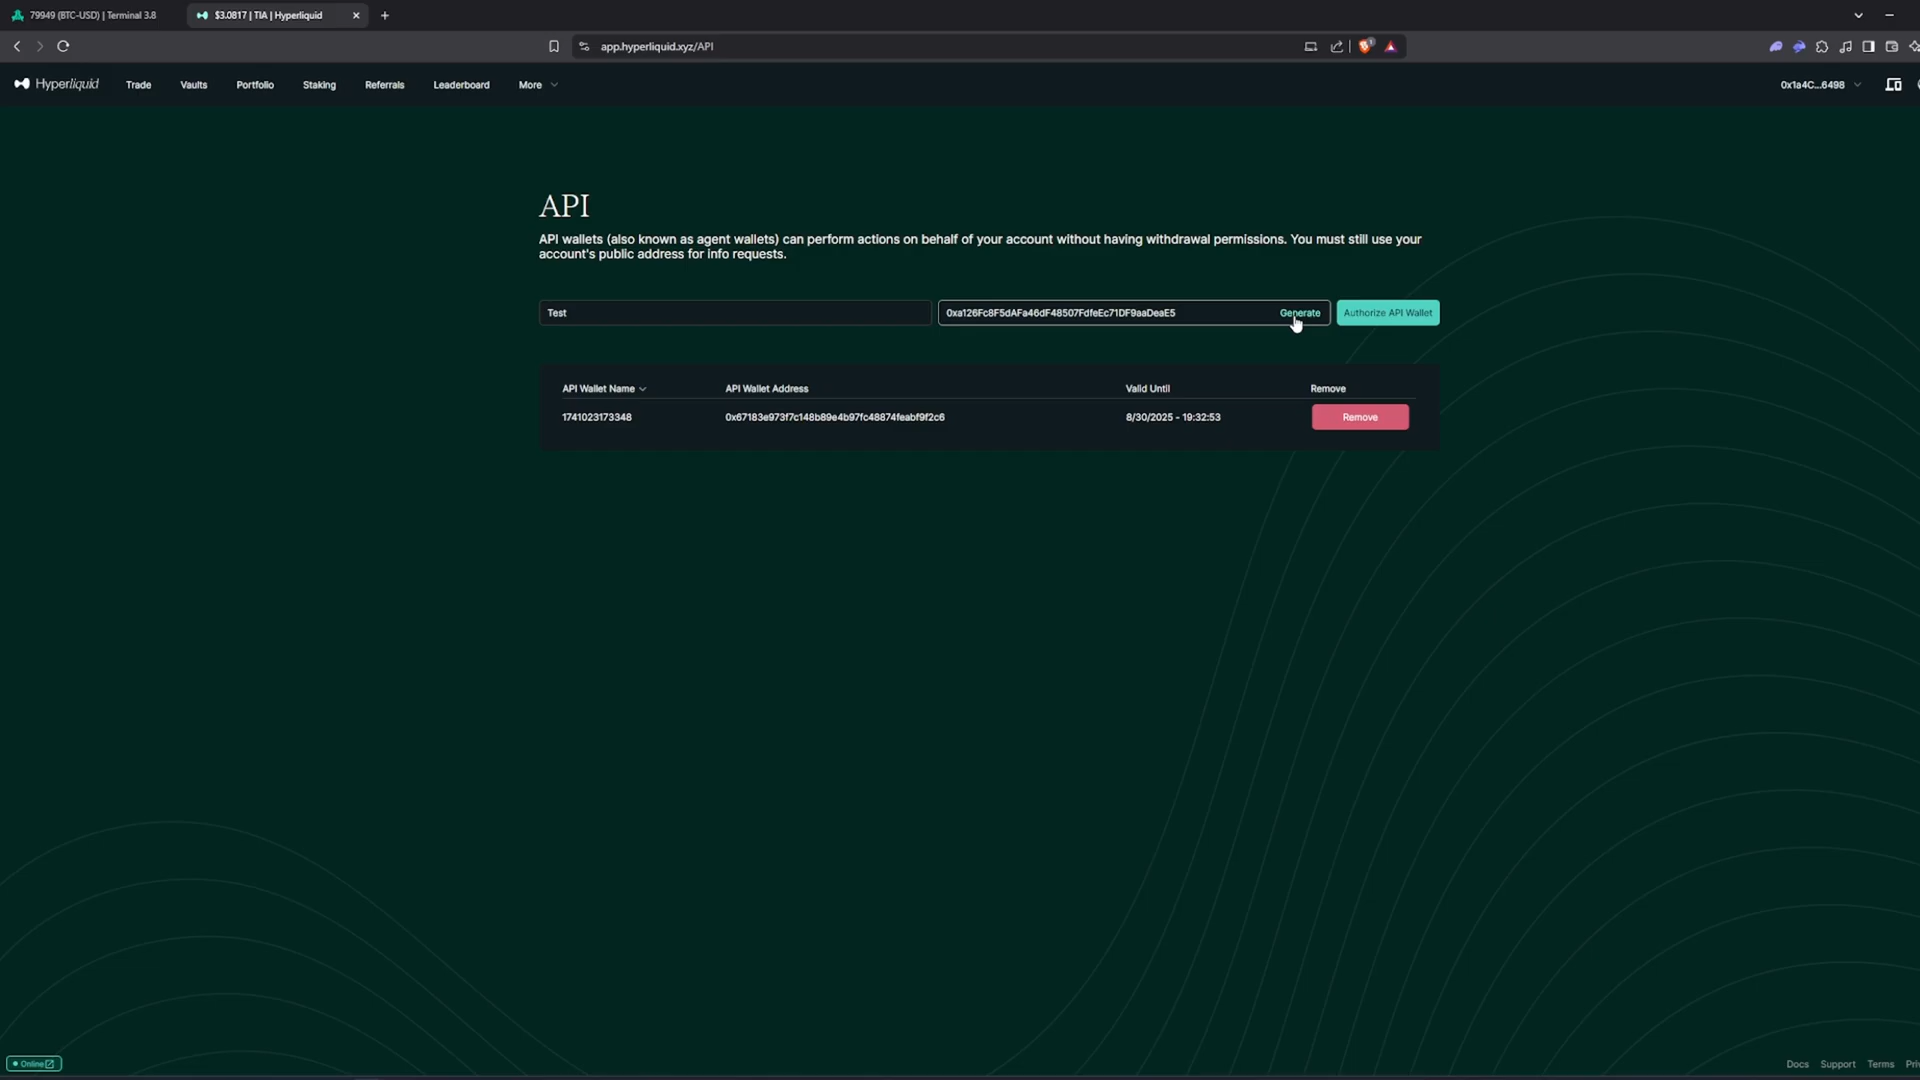 79949 (BTC-USD) | Terminal 3.8
$3.0817 | TIA | Hyperliquid
app.hyperliquid.xyz/API
Hyperliquid
Trade
Vaults
Portfolio
Staking
Referrals
Leaderboard
More
0x1a4C...6498
API
API wallets (also known as agent wallets) can perform actions on behalf of your account without having withdrawal permissions. You must still use your
account's public address for info requests.
Test
0xa126Fc8F5dAFa46dF48507FdfeEc71DF9aaDeaE5
Generate
Authorize API Wallet
API Wallet Name
API Wallet Address
Valid Until
Remove
1741023173348
0x67183e973f7c148b89e4b97fc48874feabf9f2c6
8/30/2025 - 19:32:53
Remove
Online
Docs
Support
Terms
Pri